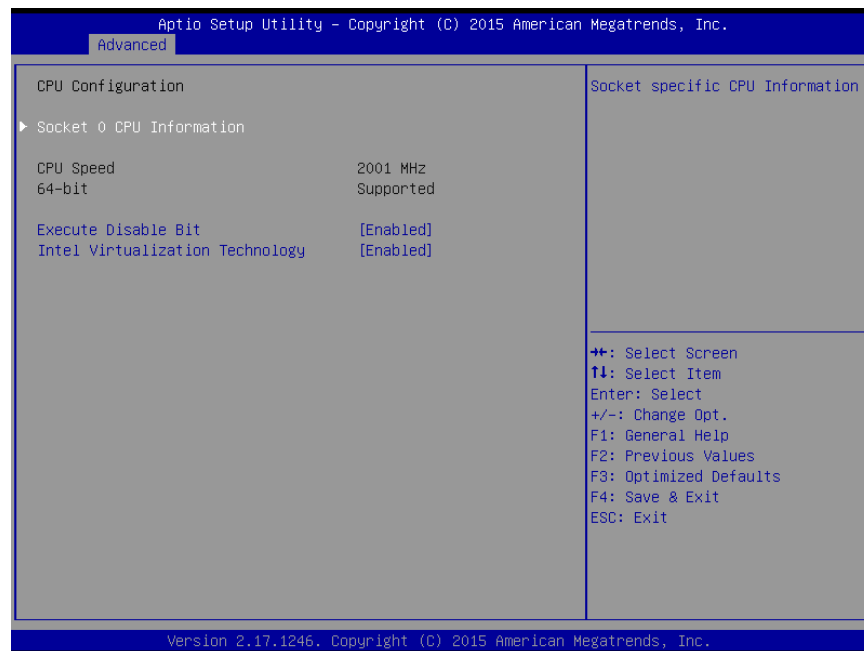 Aptio Setup Utility – Copyright (C) 2015 American Megatrends, Inc.
Advanced
CPU Configuration
Socket 0 CPU Information
CPU Speed 2001 MHz
64-bit Supported
Execute Disable Bit [Enabled]
Intel Virtualization Technology [Enabled]
Socket specific CPU Information
→←: Select Screen
↑↓: Select Item
Enter: Select
+/-: Change Opt.
F1: General Help
F2: Previous Values
F3: Optimized Defaults
F4: Save & Exit
ESC: Exit
Version 2.17.1246. Copyright (C) 2015 American Megatrends, Inc.